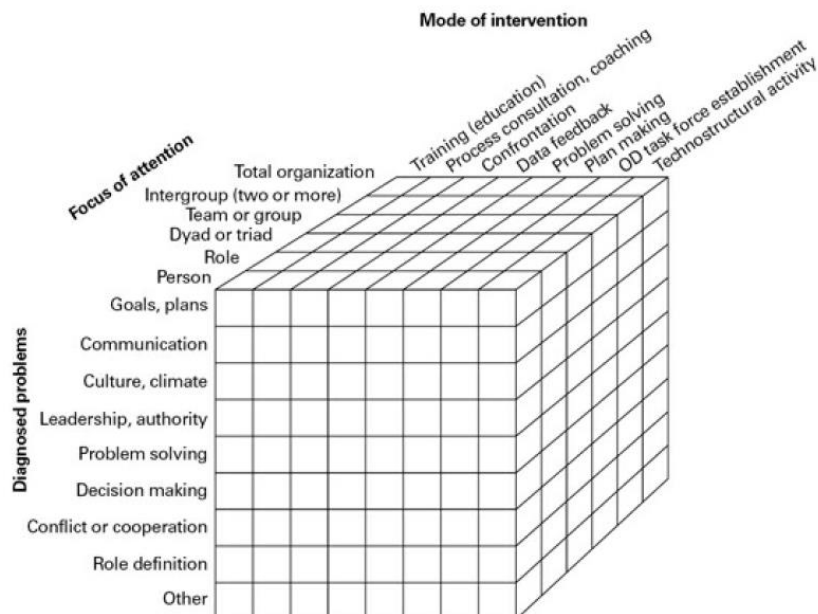 Mode of intervention
Training (education)
Process consultation, coaching
Confrontation
Data feedback
Problem solving
Plan making
OD task force establishment
Technostructural activity
Focus of attention
Total organization
Intergroup (two or more)
Team or group
Dyad or triad
Role
Person
Diagnosed problems
Goals, plans
Communication
Culture, climate
Leadership, authority
Problem solving
Decision making
Conflict or cooperation
Role definition
Other